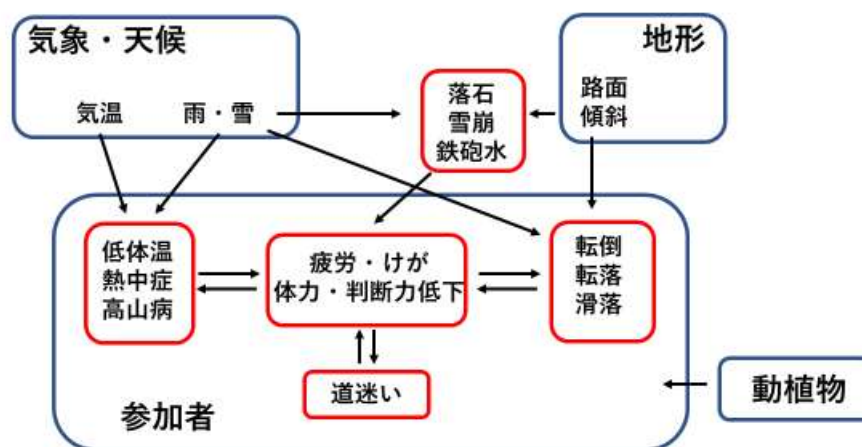 気象・天候
地形
気温
雨・雪
落石
雪崩
鉄砲水
路面
傾斜
低体温
熱中症
高山病
疲労・けが
体力・判断力低下
転倒
転落
滑落
道迷い
参加者
動植物